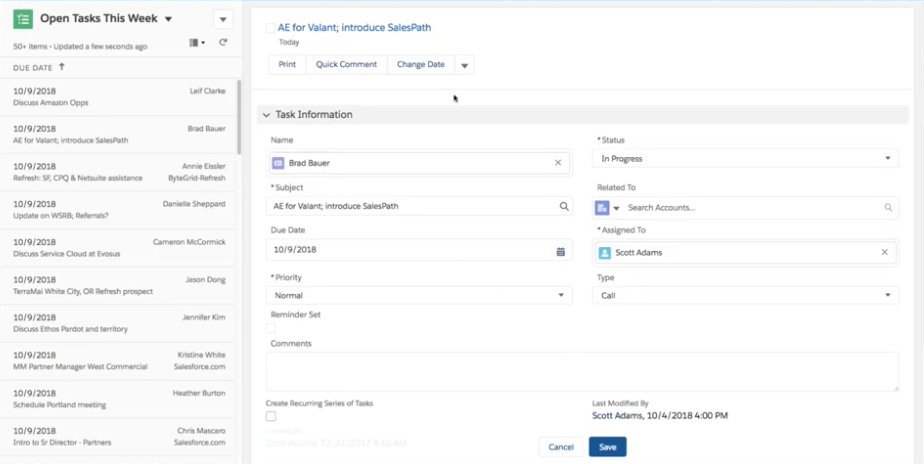 Open Tasks This Week
50+ items • Updated a few seconds ago
DUE DATE ↑
10/9/2018 Leif Clarke
Discuss Amazon Opps
10/9/2018 Brad Bauer
AE for Valant; introduce SalesPath
10/9/2018 Annie Eissler
Refresh: SF, CPQ & Netsuite assistance ByteGrid-Refresh
10/9/2018 Danielle Sheppard
Update on WSRB; Referrals?
10/9/2018 Cameron McCormick
Discuss Service Cloud at Evosus
10/9/2018 Jason Dong
TerraMai White City, OR Refresh prospect
10/9/2018 Jennifer Kim
Discuss Ethos Pardot and territory
10/9/2018 Kristine White
MM Partner Manager West Commercial Salesforce.com
10/9/2018 Heather Burton
Schedule Portland meeting
10/9/2018 Chris Mascaro
Intro to Sr Director - Partners Salesforce.com
AE for Valant; introduce SalesPath
Today
Print Quick Comment Change Date
Task Information
Name
Brad Bauer
*Status
In Progress
*Subject
AE for Valant; introduce SalesPath
Related To
Search Accounts...
Due Date
10/9/2018
*Assigned To
Scott Adams
*Priority
Normal
Type
Call
Reminder Set
Comments
Create Recurring Series of Tasks
Last Modified By
Scott Adams, 10/4/2018 4:00 PM
Cancel Save